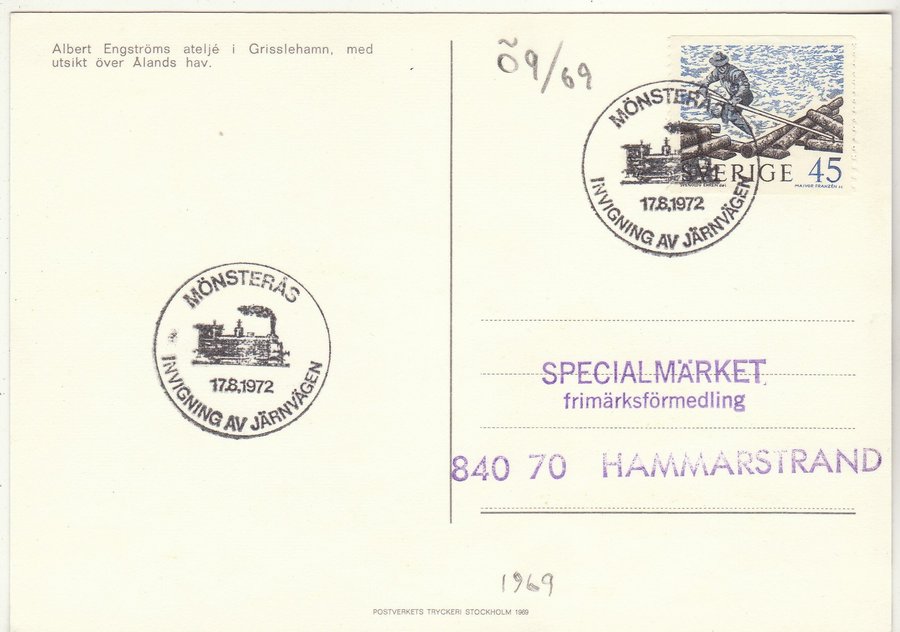 Albert Engströms ateljé i Grisslehamn, med
utsikt över Ålands hav.
Õ9/69
MÖNSTERÅS
17.8.1972
INVIGNING AV JÄRNVÄGEN
SVERIGE 45
MAJVOR FRANZÉN SC
MÖNSTERÅS
17.8.1972
INVIGNING AV JÄRNVÄGEN
SPECIALMÄRKET
frimärksförmedling
840 70 HAMMARSTRAND
1969
POSTVERKETS TRYCKERI STOCKHOLM 1969